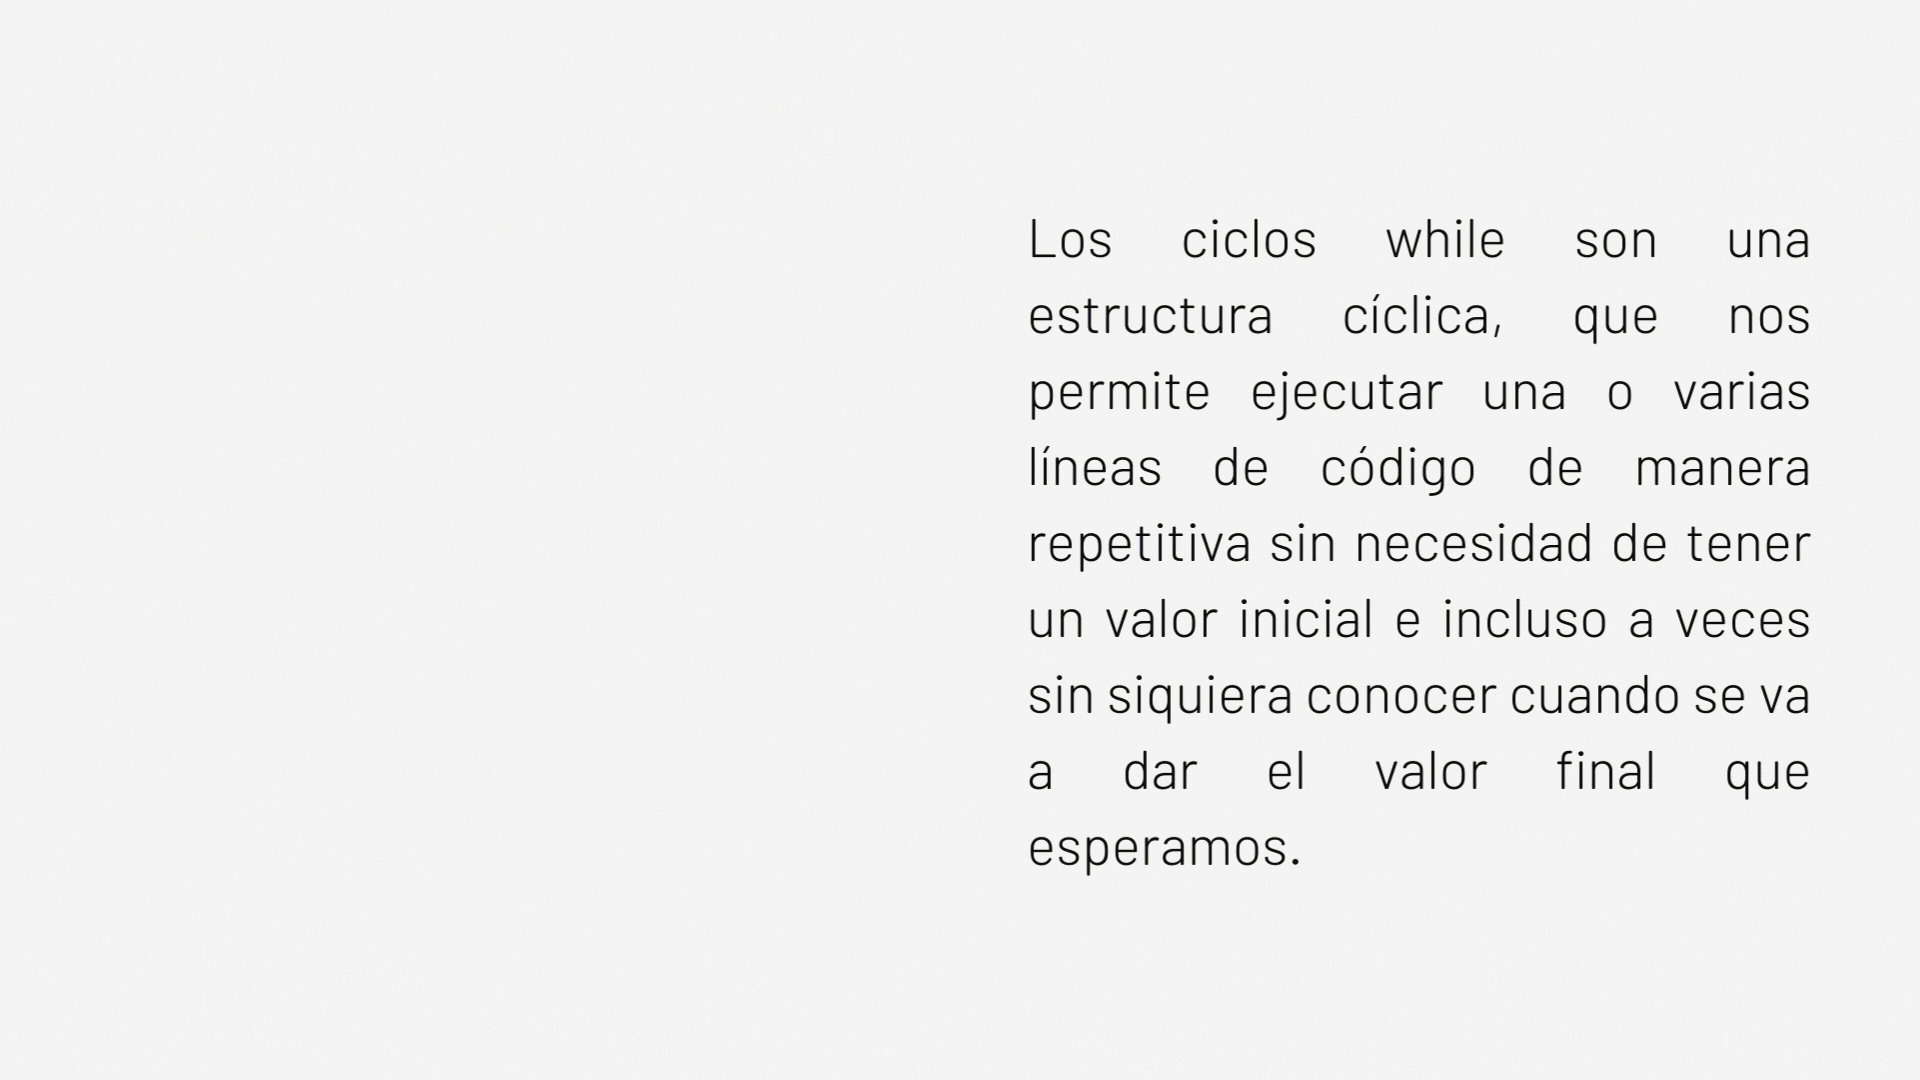 Los ciclos while son una
estructura cíclica, que nos
permite ejecutar una o varias
líneas de código de manera
repetitiva sin necesidad de tener
un valor inicial e incluso a veces
sin siquiera conocer cuando se va
a dar el valor final que
esperamos.